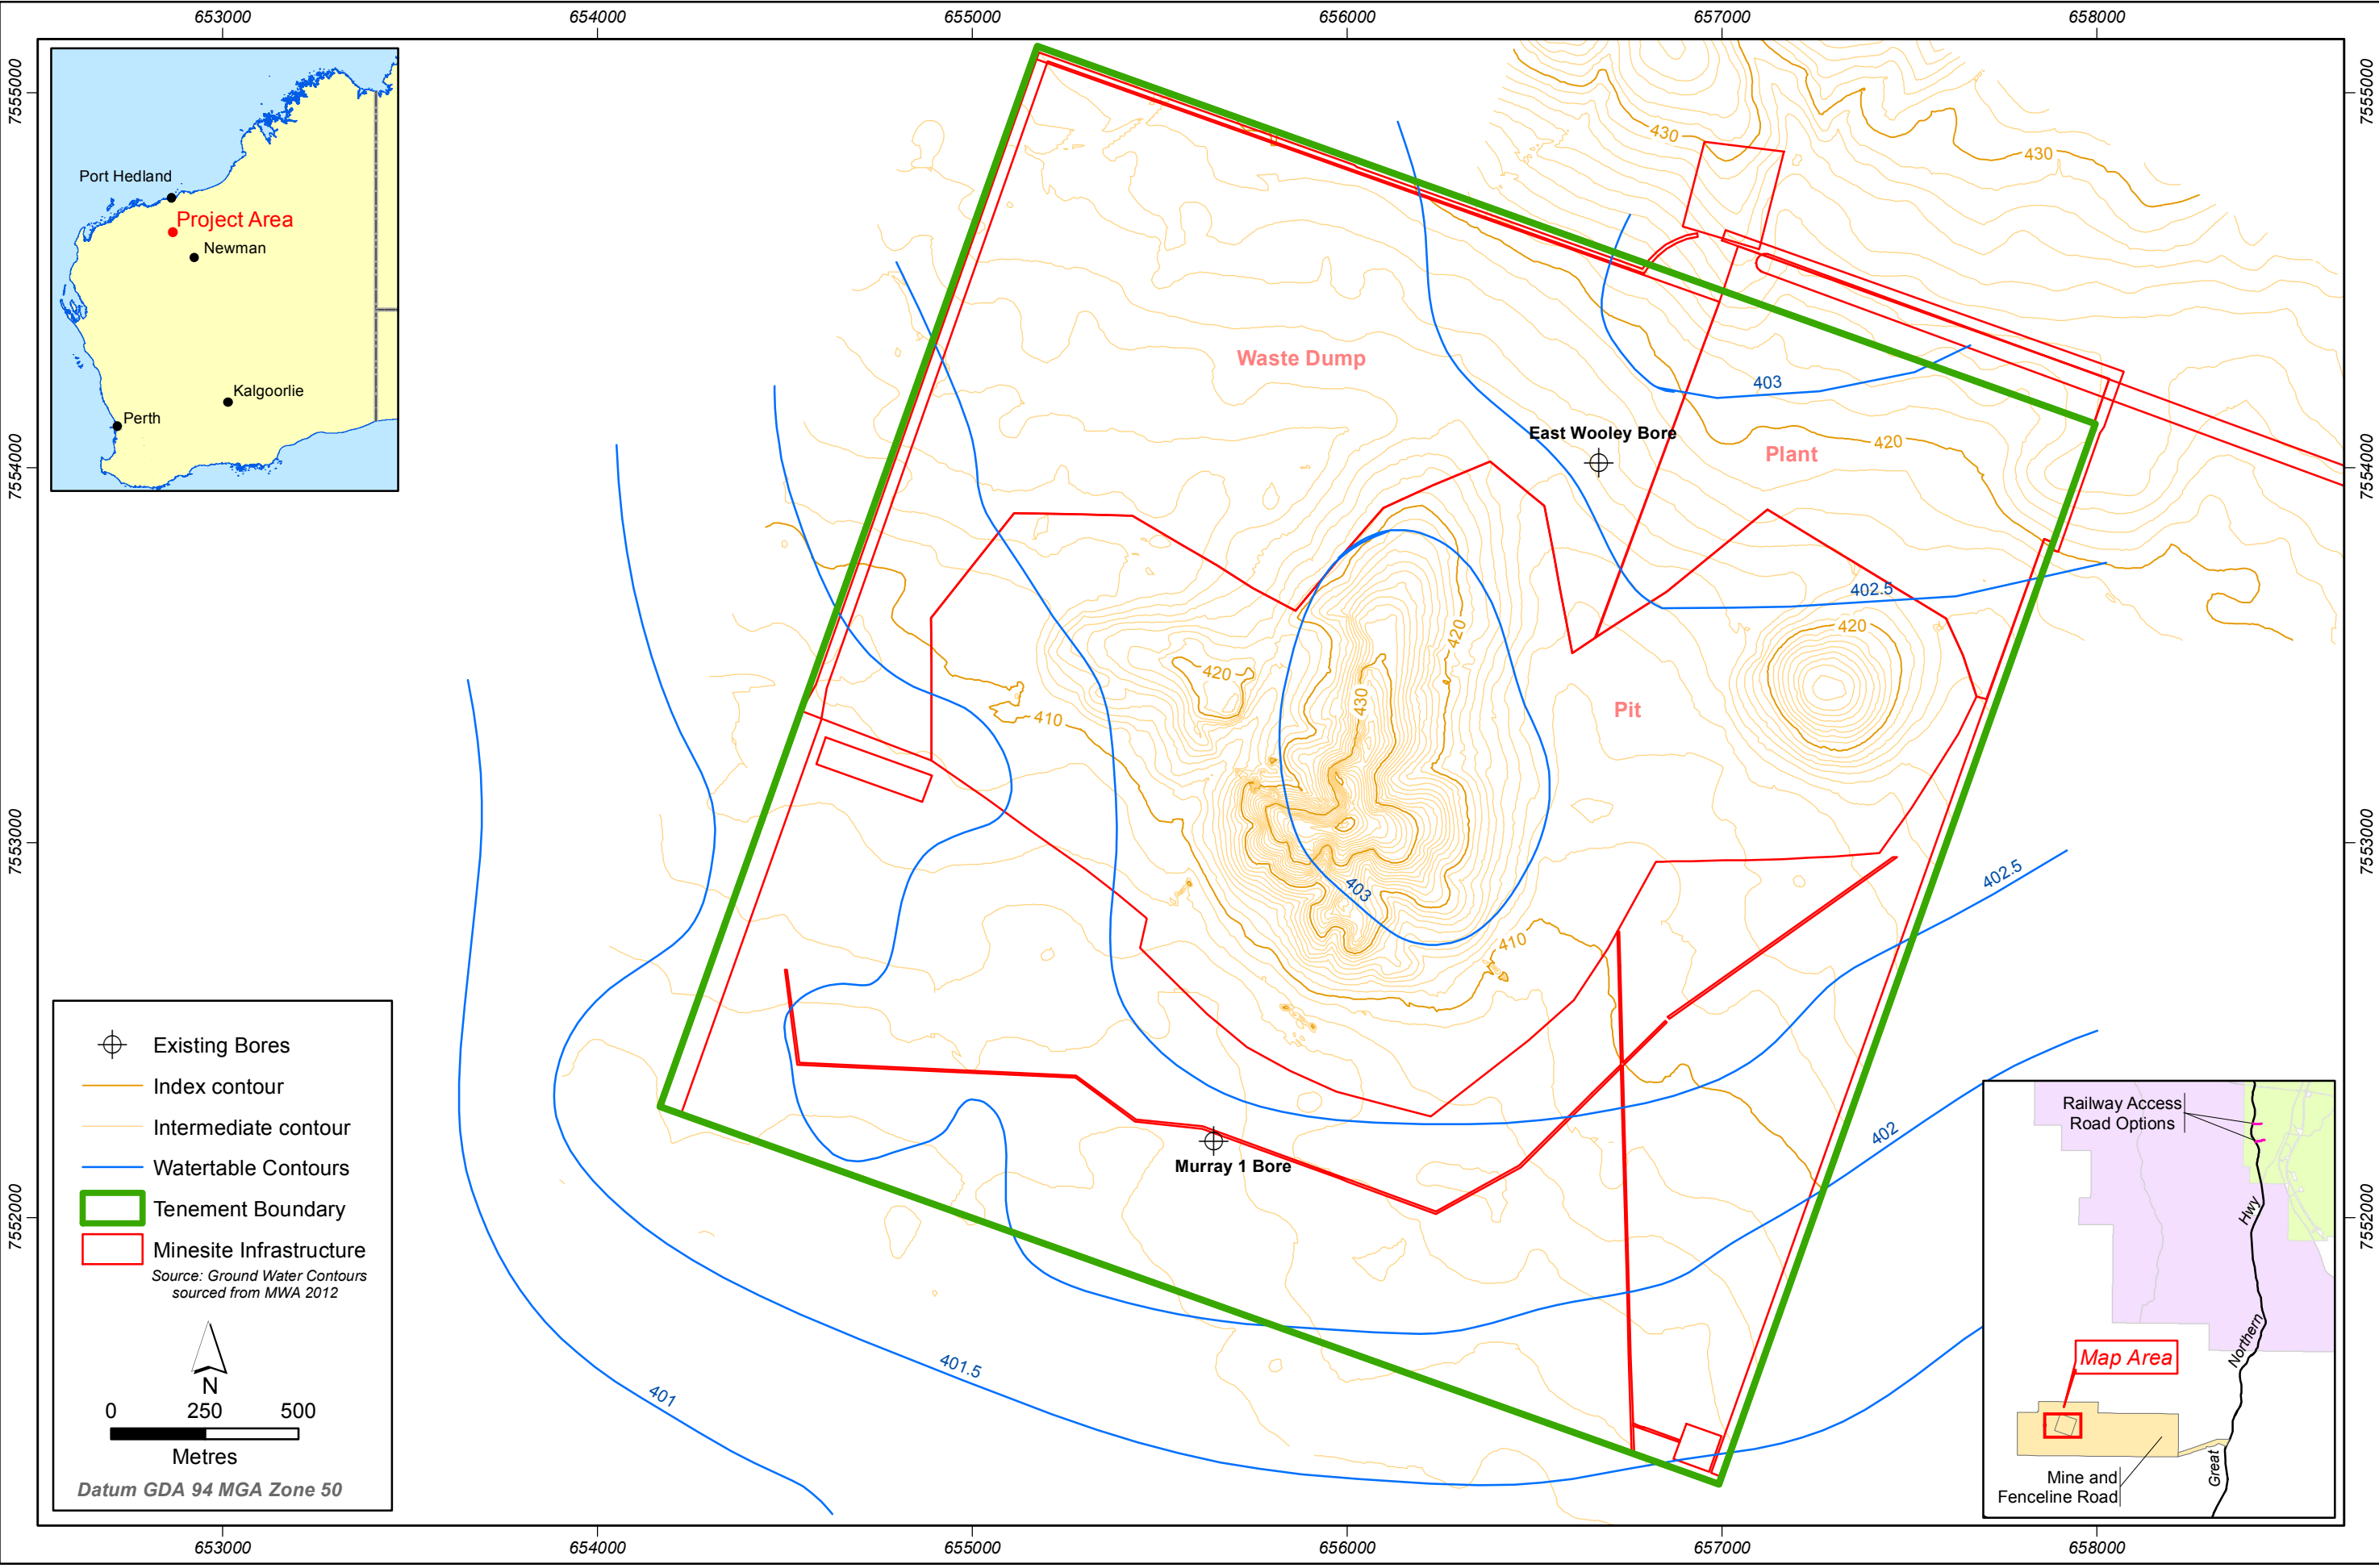 653000
654000
655000
656000
657000
658000
7555000
7555000
Port Hedland
Project Area
Newman
Kalgoorlie
Perth
430
430
Waste Dump
403
East Wooley Bore
420
Plant
7554000
7554000
402.5
420
420
420
430
410
Pit
403
410
402.5
7553000
7553000
Existing Bores
Index contour
Intermediate contour
Watertable Contours
Tenement Boundary
Minesite Infrastructure
Source: Ground Water Contours
sourced from MWA 2012
N
0
250
500
Metres
Datum GDA 94 MGA Zone 50
Murray 1 Bore
402
7552000
7552000
401.5
401
Railway Access
Road Options
Hwy
Northern
Great
Map Area
Mine and
Fenceline Road
653000
654000
655000
656000
657000
658000